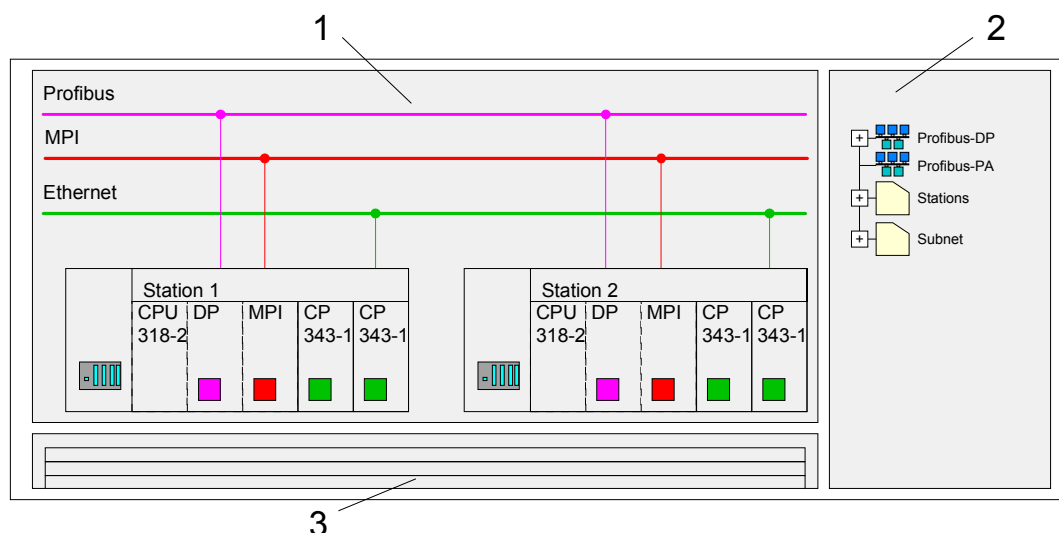 1
2
Profibus
MPI
Ethernet
Profibus-DP
Profibus-PA
Stations
Subnet
Station 1
CPU DP MPI CP CP
318-2 343-1 343-1
Station 2
CPU DP MPI CP CP
318-2 343-1 343-1
3